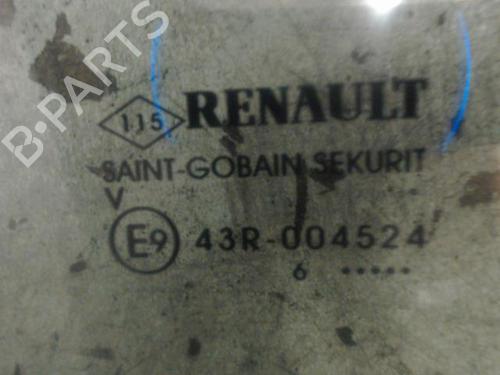 B-PARTS
115 RENAULT
SAINT-GOBAIN SEKURIT
V
E9 43R-004524
6 .....